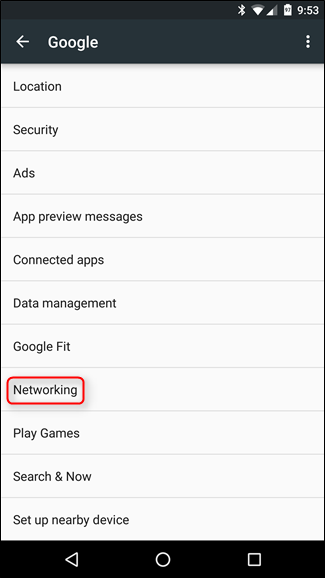 9:53
Google
Location
Security
Ads
App preview messages
Connected apps
Data management
Google Fit
Networking
Play Games
Search & Now
Set up nearby device